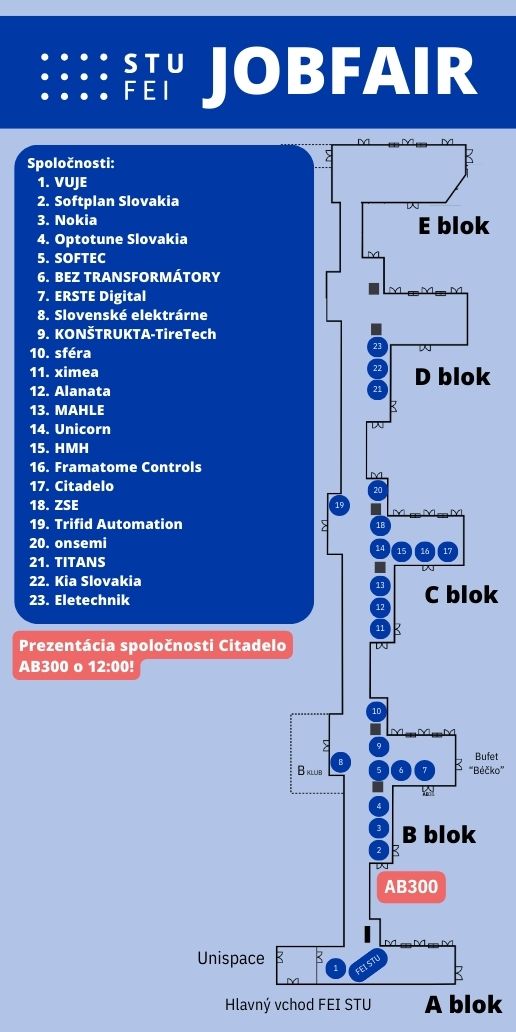 STU
FEI
JOBFAIR
Spoločnosti:
1. VUJE
2. Softplan Slovakia
3. Nokia
4. Optotune Slovakia
5. SOFTEC
6. BEZ TRANSFORMÁTORY
7. ERSTE Digital
8. Slovenské elektrárne
9. KONŠTRUKTA-TireTech
10. sféra
11. ximea
12. Alanata
13. MAHLE
14. Unicorn
15. HMH
16. Framatome Controls
17. Citadelo
18. ZSE
19. Trifid Automation
20. onsemi
21. TITANS
22. Kia Slovakia
23. Eletechnik
Prezentácia spoločnosti Citadelo
AB300 o 12:00!
E blok
23
22
21
D blok
20
19
18
14 15 16 17
13
12
11
C blok
10
9
8
5 6 7
B KLUB
Bufet
“Béčko”
4
3
2
B blok
AB300
I
Unispace
1
FEI STU
Hlavný vchod FEI STU
A blok